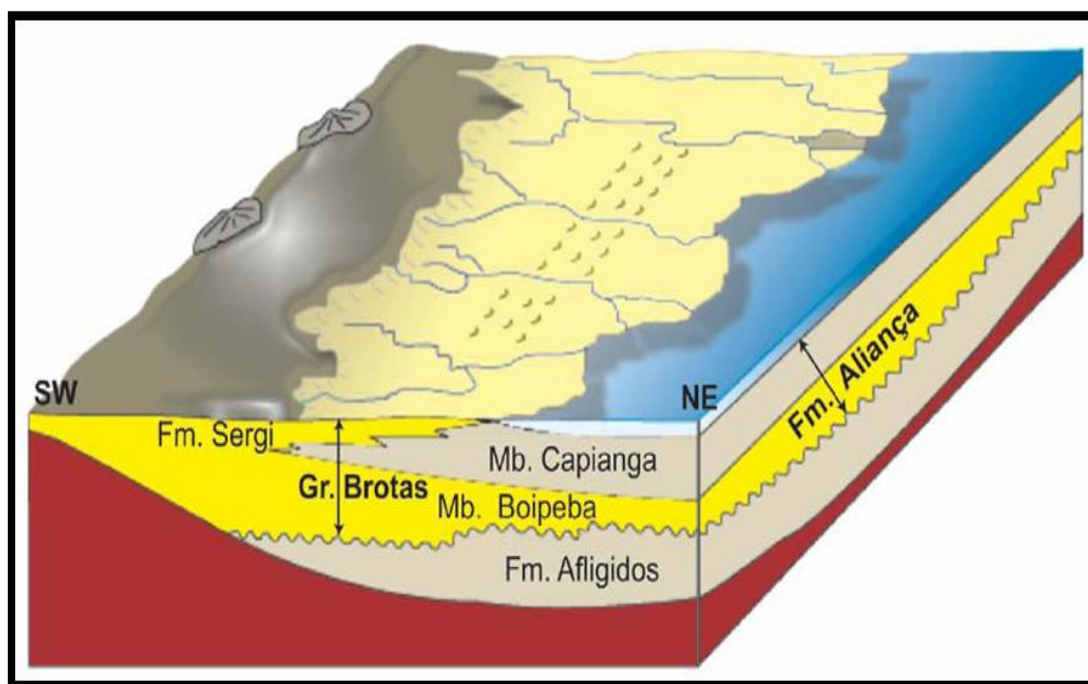 SW
NE
Fm. Sergi
Mb. Capianga
Gr. Brotas
Mb. Boipeba
Fm. Afligidos
Fm. Aliança